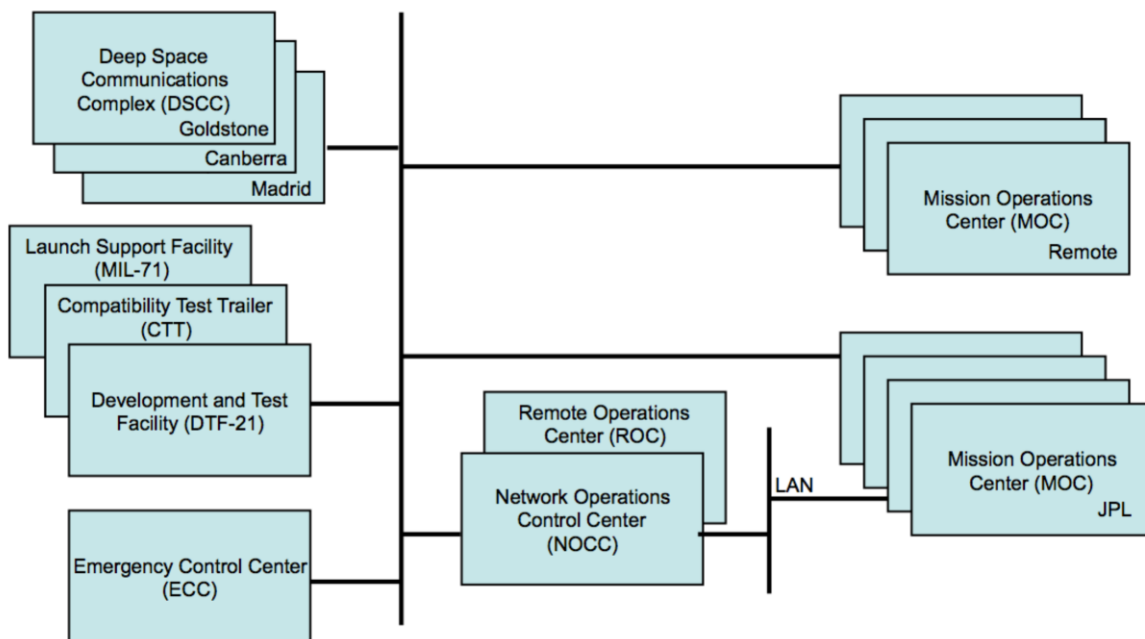 Deep Space
Communications
Complex (DSCC)
Goldstone
Canberra
Madrid
Launch Support Facility
(MIL-71)
Compatibility Test Trailer
(CTT)
Development and Test
Facility (DTF-21)
Emergency Control Center
(ECC)
Remote Operations
Center (ROC)
Network Operations
Control Center
(NOCC)
LAN
Mission Operations
Center (MOC)
Remote
Mission Operations
Center (MOC)
JPL